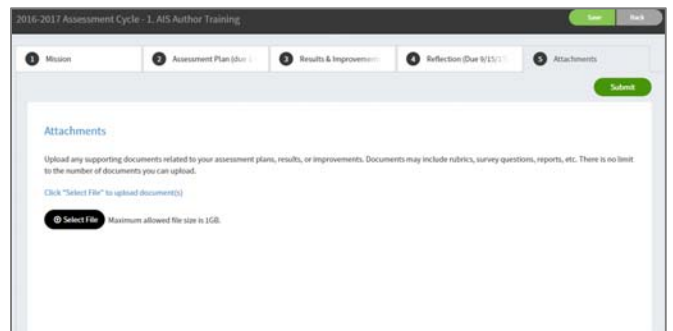 2016-2017 Assessment Cycle - 1. AIS Author Training
Save Back
1 Mission
2 Assessment Plan (due
3 Results & Improvement
4 Reflection (Due 9/15/17
5 Attachments
Submit
Attachments
Upload any supporting documents related to your assessment plans, results, or improvements. Documents may include rubrics, survey questions, reports, etc. There is no limit
to the number of documents you can upload.
Click "Select File" to upload document(s)
Select File Maximum allowed file size is 1GB.